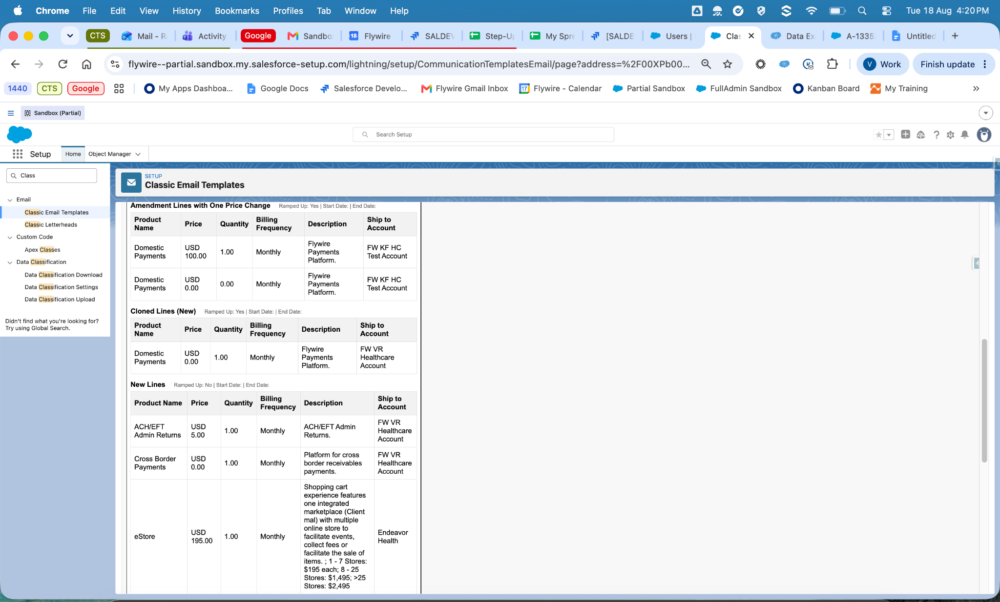 Chrome File Edit View History Bookmarks Profiles Tab Window Help Tue 18 Aug 4:20 PM
CTS Mail - R Activity Google Sandbo 18 Flywire SALDEV Step-U My Spre [SALDE Users | Clas Data Ex A-1335 Untitled
flywire--partial.sandbox.my.salesforce-setup.com/lightning/setup/CommunicationTemplatesEmail/page?address=%2F00XPb00... V Work Finish update
1440 CTS Google My Apps Dashboa... Google Docs Salesforce Develo... Flywire Gmail Inbox 17 Flywire - Calendar Partial Sandbox FullAdmin Sandbox Kanban Board My Training »
Sandbox (Partial)
Search Setup
Setup Home Object Manager
Class
Email
Classic Email Templates
Classic Letterheads
Custom Code
Apex Classes
Data Classification
Data Classification Download
Data Classification Settings
Data Classification Upload
Didn't find what you're looking for?
Try using Global Search.
SETUP
Classic Email Templates
Amendment Lines with One Price Change Ramped Up: Yes | Start Date: | End Date:
Product Name Price Quantity Billing Frequency Description Ship to Account
Domestic Payments USD 100.00 1.00 Monthly Flywire Payments Platform. FW KF HC Test Account
Domestic Payments USD 0.00 0.00 Monthly Flywire Payments Platform. FW KF HC Test Account
Cloned Lines (New) Ramped Up: Yes | Start Date: | End Date:
Product Name Price Quantity Billing Frequency Description Ship to Account
Domestic Payments USD 0.00 1.00 Monthly Flywire Payments Platform. FW VR Healthcare Account
New Lines Ramped Up: No | Start Date: | End Date:
Product Name Price Quantity Billing Frequency Description Ship to Account
ACH/EFT Admin Returns USD 5.00 1.00 Monthly ACH/EFT Admin Returns. FW VR Healthcare Account
Cross Border Payments USD 0.00 1.00 Monthly Platform for cross border receivables payments. FW VR Healthcare Account
eStore USD 195.00 1.00 Monthly Shopping cart experience features one integrated marketplace (Client mal) with multiple online store to facilitate events, collect fees or facilitate the sale of items. ; 1 - 7 Stores: $195 each; 8 - 25 Stores: $1,495; >25 Stores: $2,495 Endeavor Health